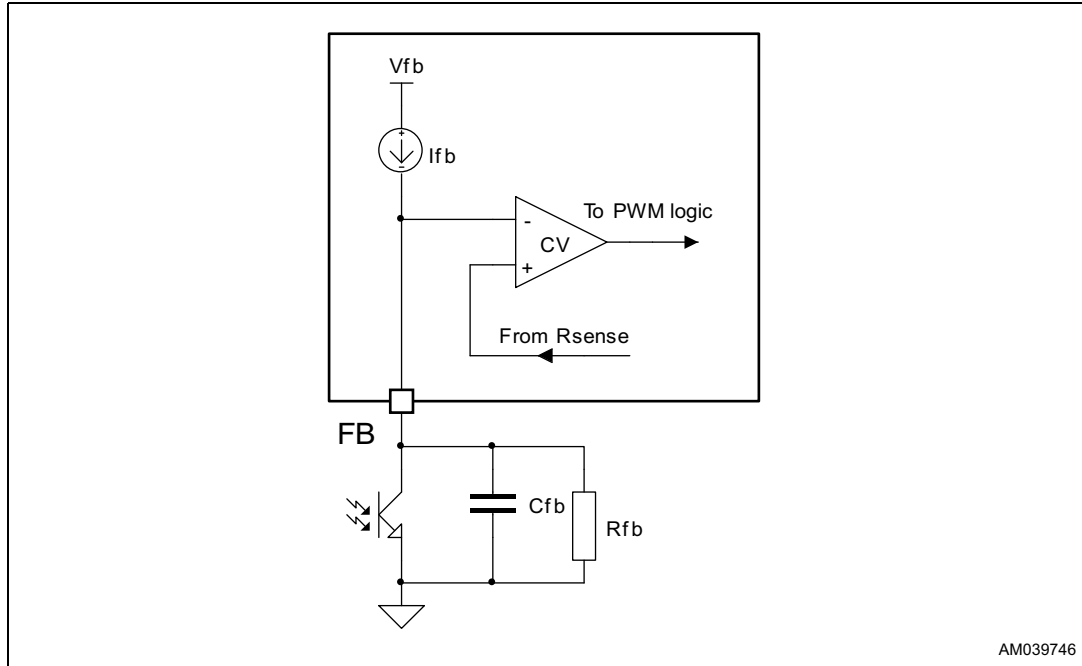 Vfb
Ifb
To PWM logic
-
CV
+
From Rsense
FB
Cfb
Rfb
AM039746